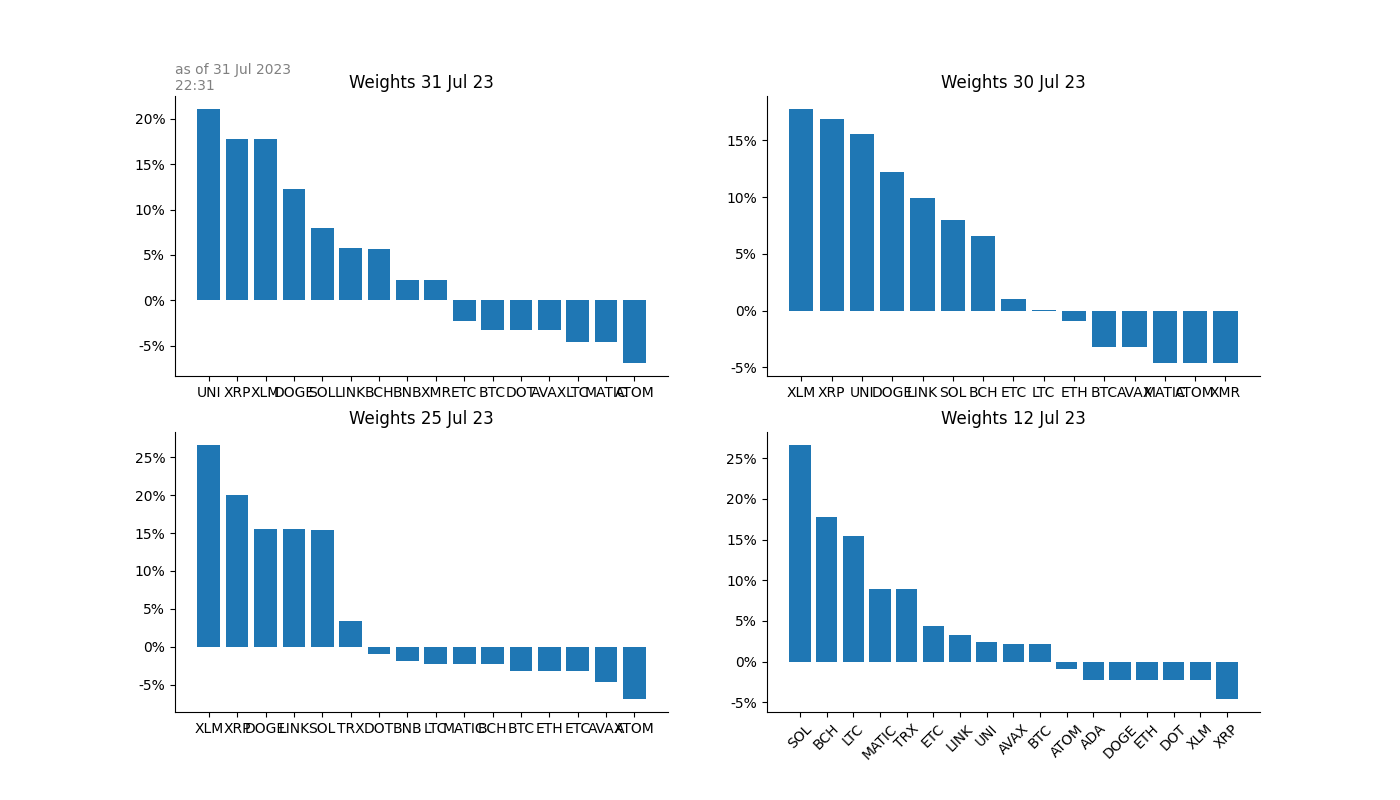 as of 31 Jul 2023
22:31
Weights 31 Jul 23
20%
15%
10%
5%
0%
-5%
UNI XRP XLM DOGE SOL LINK BCH BNB XMR ETC BTC DOT AVAX LTC MATIC ATOM
Weights 30 Jul 23
15%
10%
5%
0%
-5%
XLM XRP UNI DOGE LINK SOL BCH ETC LTC ETH BTC AVAX MATIC ATOM XMR
Weights 25 Jul 23
25%
20%
15%
10%
5%
0%
-5%
XLM XRP DOGE LINK SOL TRX DOT BNB LTC MATIC BCH BTC ETH ETC AVAX ATOM
Weights 12 Jul 23
25%
20%
15%
10%
5%
0%
-5%
SOL BCH LTC MATIC TRX ETC LINK UNI AVAX BTC ATOM ADA DOGE ETH DOT XLM XRP